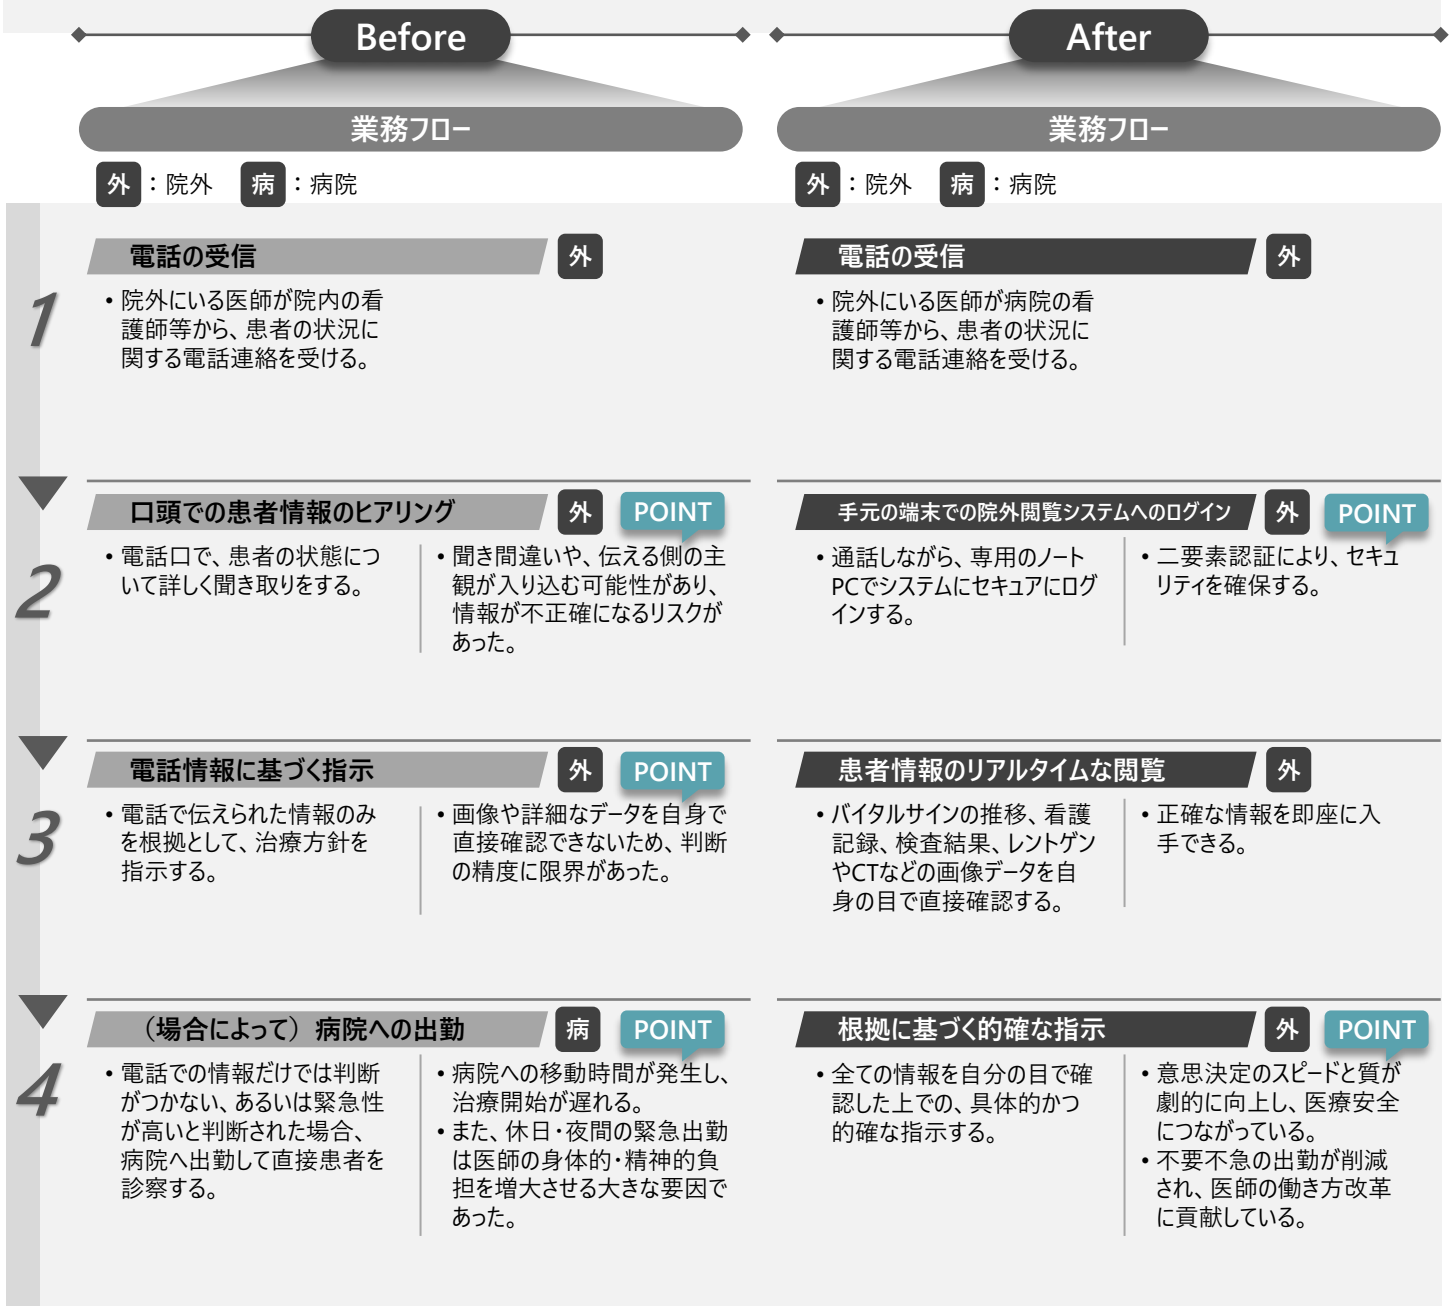 Before
業務フロー
外：院外 病：病院
1
電話の受信 外
• 院外にいる医師が院内の看
護師等から、患者の状況に
関する電話連絡を受ける。
2
口頭での患者情報のヒアリング 外 POINT
• 電話口で、患者の状態につ
いて詳しく聞き取りをする。
• 聞き間違いや、伝える側の主
観が入り込む可能性があり、
情報が不正確になるリスクが
あった。
3
電話情報に基づく指示 外 POINT
• 電話で伝えられた情報のみ
を根拠として、治療方針を
指示する。
• 画像や詳細なデータを自身で
直接確認できないため、判断
の精度に限界があった。
4
（場合によって）病院への出勤 病 POINT
• 電話での情報だけでは判断
がつかない、あるいは緊急性
が高いと判断された場合、
病院へ出勤して直接患者を
診察する。
• 病院への移動時間が発生し、
治療開始が遅れる。
• また、休日・夜間の緊急出勤
は医師の身体的・精神的負
担を増大させる大きな要因で
あった。
After
業務フロー
外：院外 病：病院
電話の受信 外
• 院外にいる医師が病院の看
護師等から、患者の状況に
関する電話連絡を受ける。
手元の端末での院外閲覧システムへのログイン 外 POINT
• 通話しながら、専用のノート
PCでシステムにセキュアにログ
インする。
• 二要素認証により、セキュ
リティを確保する。
患者情報のリアルタイムな閲覧 外
• バイタルサインの推移、看護
記録、検査結果、レントゲン
やCTなどの画像データを自
身の目で直接確認する。
• 正確な情報を即座に入
手できる。
根拠に基づく的確な指示 外 POINT
• 全ての情報を自分の目で確
認した上での、具体的かつ
的確な指示する。
• 意思決定のスピードと質が
劇的に向上し、医療安全
につながっている。
• 不要不急の出勤が削減
され、医師の働き方改革
に貢献している。